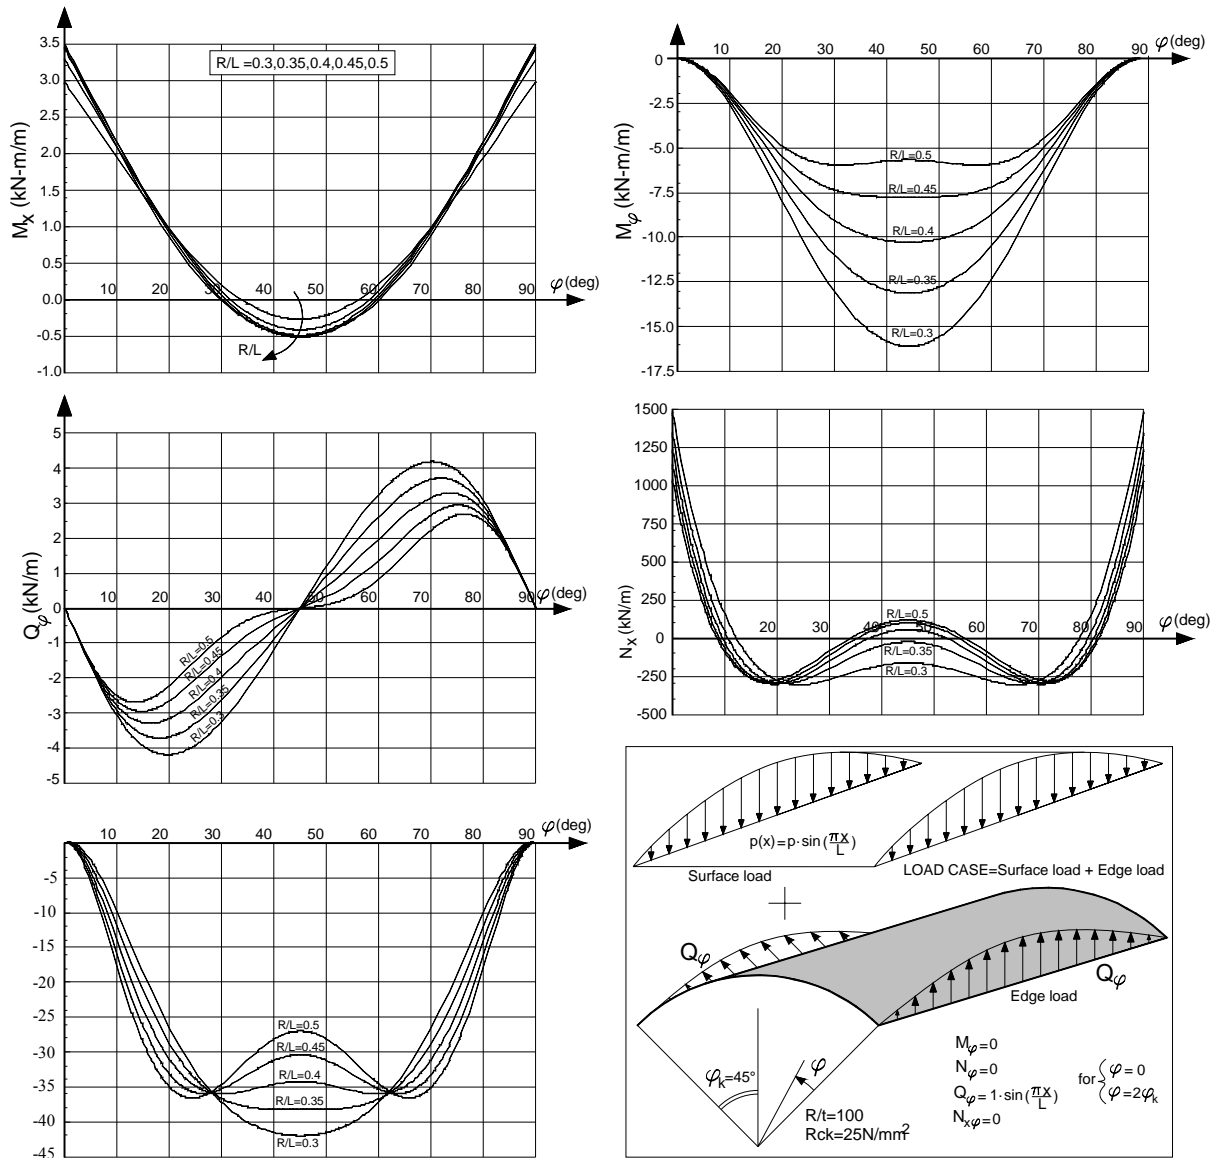 3.5
3.0
2.5
2.0
1.5
1.0
0.5
0.0
-0.5
-1.0
Mx (kN-m/m)
R/L =0.3,0.35,0.4,0.45,0.5
10 20 30 40 50 60 70 80 90 φ(deg)
R/L
10 20 30 40 50 60 70 80 90 φ(deg)
0
-2.5
-5.0
-7.5
-10.0
-12.5
-15.0
-17.5
Mφ (kN-m/m)
R/L=0.5
R/L=0.45
R/L=0.4
R/L=0.35
R/L=0.3
5
4
3
2
1
0
-1
-2
-3
-4
-5
Qφ (kN/m)
10 20 30 40 50 60 70 80 90 φ(deg)
R/L=0.5
R/L=0.45
R/L=0.4
R/L=0.35
R/L=0.3
1500
1250
1000
750
500
250
0
-250
-500
Nx (kN/m)
20 30 40 50 60 70 80 90 φ(deg)
R/L=0.5
R/L=0.35
R/L=0.3
10 20 30 40 50 60 70 80 90 φ(deg)
-5
-10
-15
-20
-25
-30
-35
-40
-45
R/L=0.5
R/L=0.45
R/L=0.4
R/L=0.35
R/L=0.3
p(x)=p·sin(πx/L)
Surface load
LOAD CASE=Surface load + Edge load
Qφ
Qφ
Edge load
φk=45°
φ
R/t=100
Rck=25N/mm²
Mφ=0
Nφ=0
Qφ=1·sin(πx/L)
Nxφ=0
for { φ=0
φ=2φk